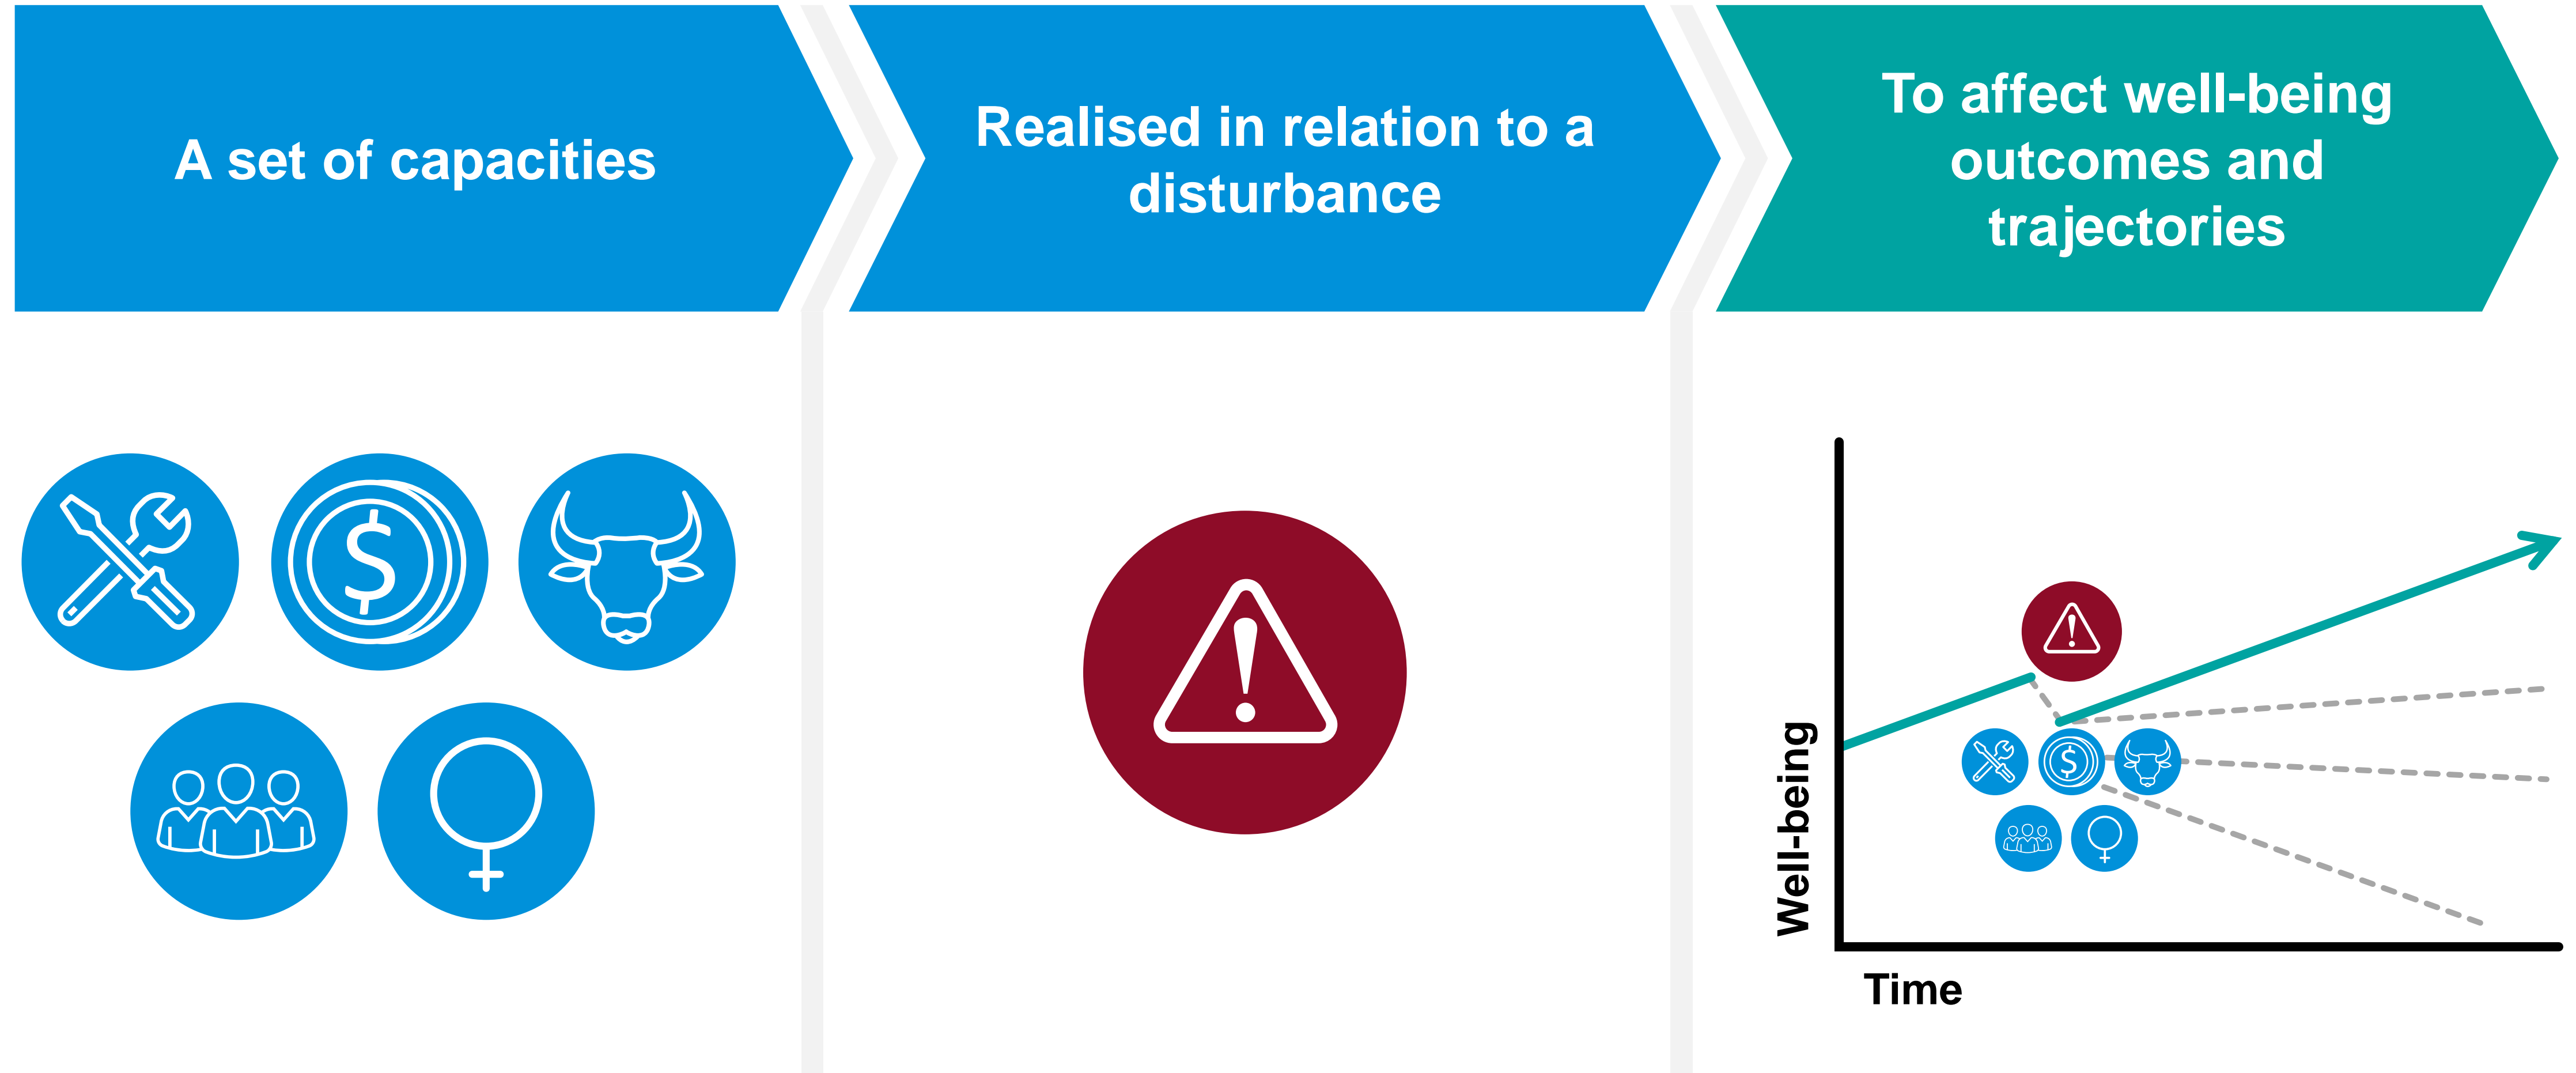 A set of capacities
Realised in relation to a
disturbance
To affect well-being
outcomes and
trajectories
$
$
Well-being
Time